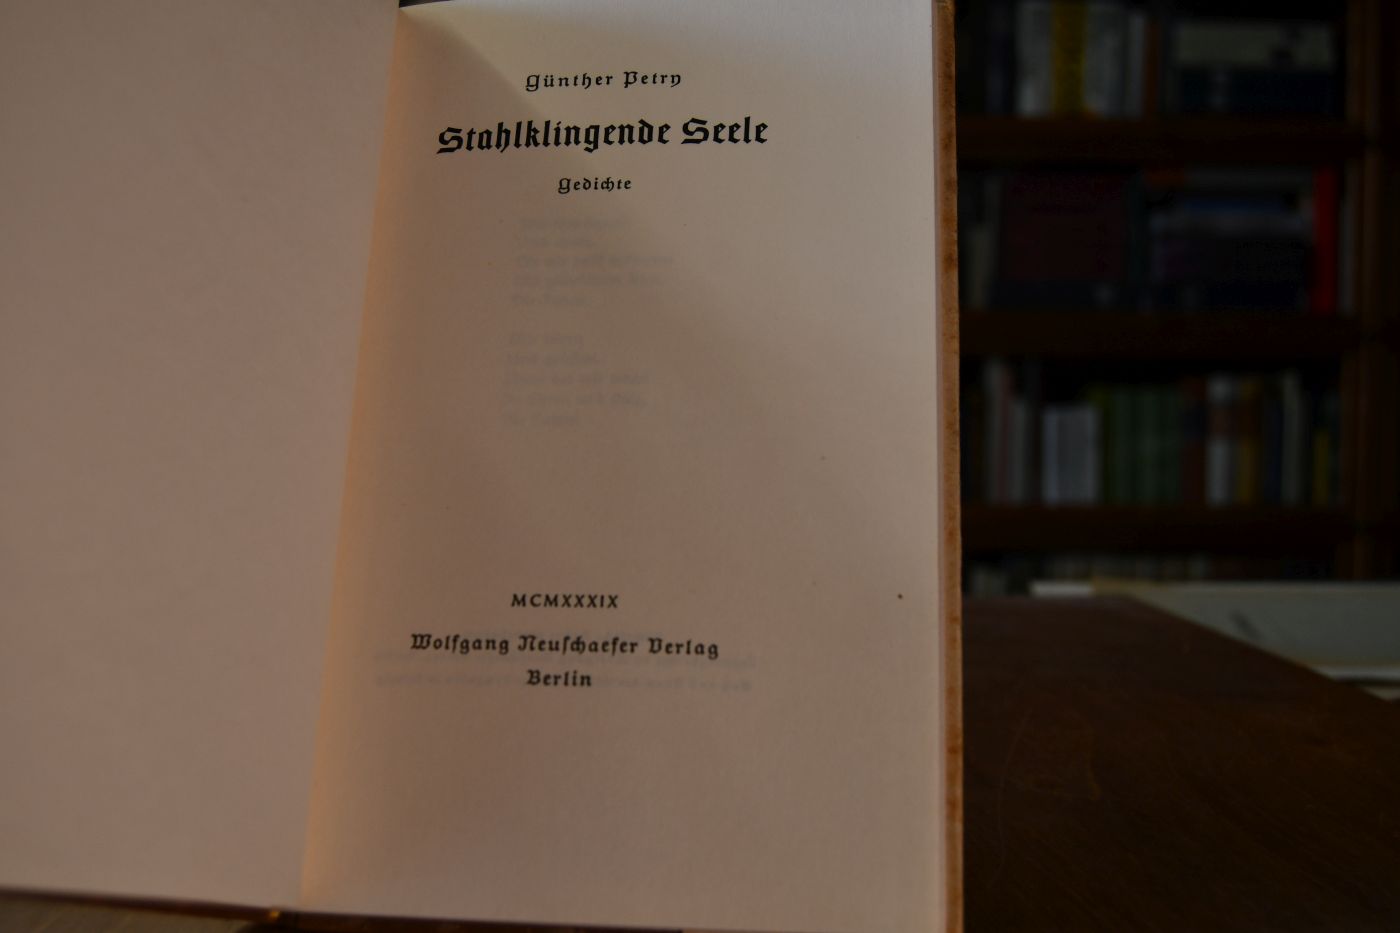 Günther Petry
Stahlklingende Seele
Gedichte
MCMXXXIX
Wolfgang Neuſchaefer Verlag
Berlin